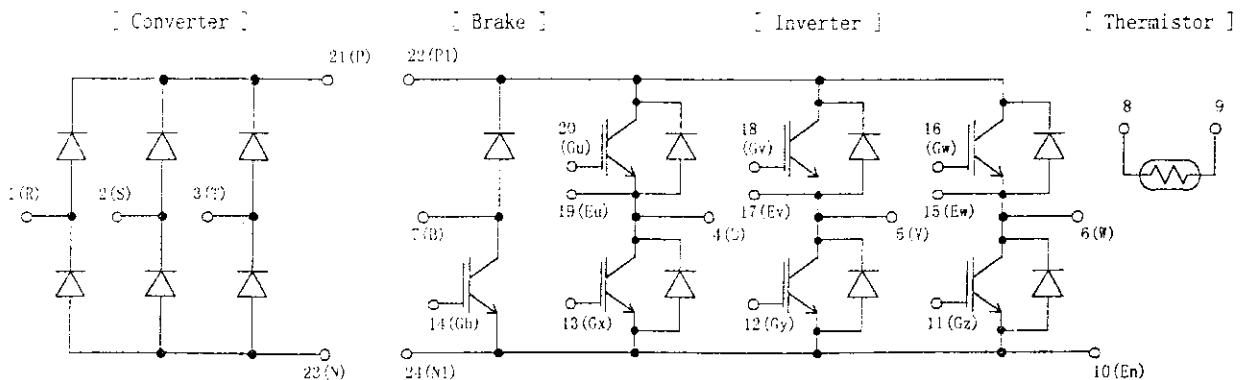 [ Converter ]
[ Brake ]
[ Inverter ]
[ Thermistor ]
21(P)
22(P1)
8
9
20
(Gu)
18
(Gv)
16
(Gw)
1(R)
2(S)
3(T)
19(Eu)
17(Ev)
15(Ew)
7(B)
4(U)
5(V)
6(W)
14(Gb)
13(Gx)
12(Gy)
11(Gz)
23(N)
24(N1)
10(En)